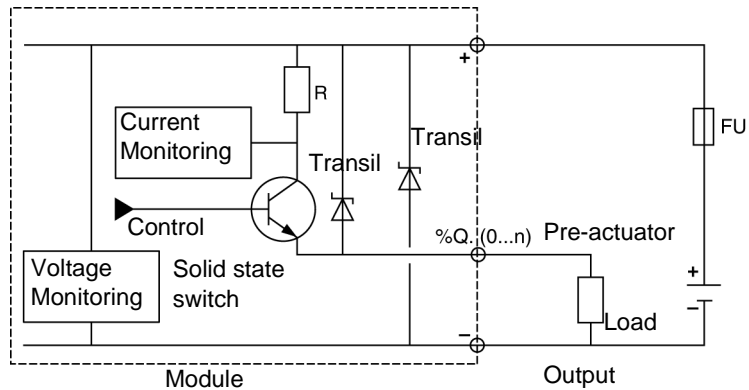 +
R
FU
Current
Monitoring
Transil
Transil
Control
%Q. (0...n)
Pre-actuator
Voltage
Monitoring
Solid state
switch
+
−
Load
−
Module
Output